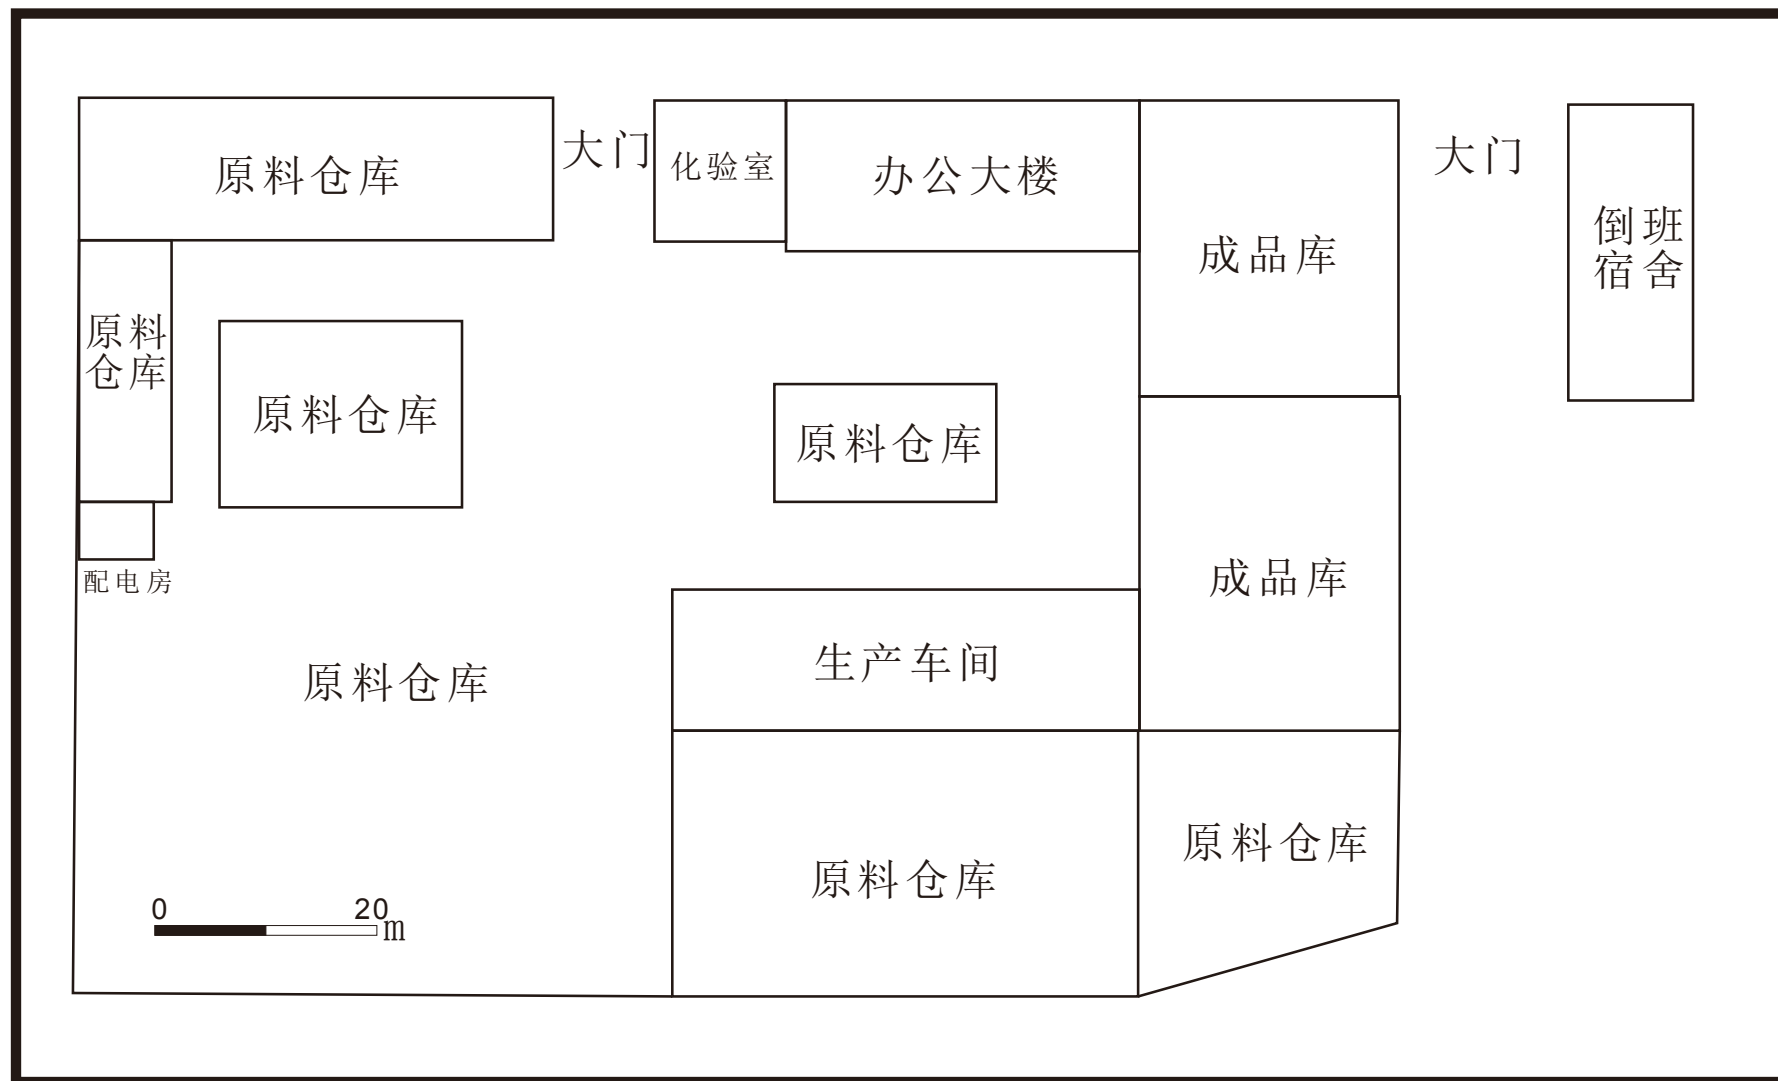 原料仓库
大门
化验室
办公大楼
大门
倒班
宿舍
成品库
原料
仓库
原料仓库
原料仓库
成品库
配电房
原料仓库
生产车间
原料仓库
原料仓库
0 20
m